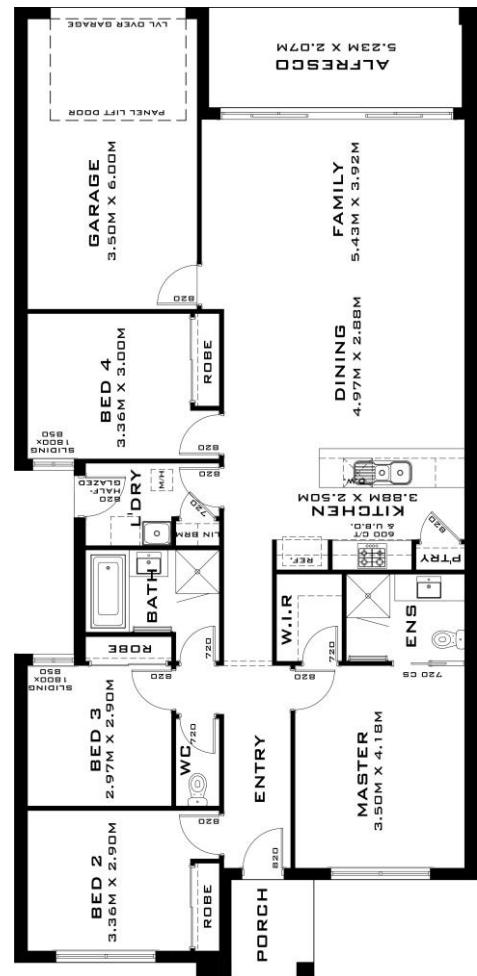 LVL OVER GARAGE
PANEL LIFT DOOR
GARAGE
3.50M X 6.00M
820
ALFRESCO
5.23M X 2.07M
FAMILY
5.43M X 3.92M
DINING
4.97M X 2.88M
BED 4
3.36M X 3.00M
ROBE
820
SLIDING
1800x
850
820
HALF-
GLAZED
L'DRY
M/H
820
720
LIN
BRM
D/W
KITCHEN
3.88M X 2.50M
600 C/T
& U.B.O.
820
REF.
PTRY
BATH
720
W.I.R
720
ENS
720 CS
ROBE
SLIDING
850
820
BED 3
2.97M X 2.90M
WC
720
ENTRY
820
MASTER
3.50M X 4.18M
820
BED 2
3.36M X 2.90M
ROBE
820
PORCH